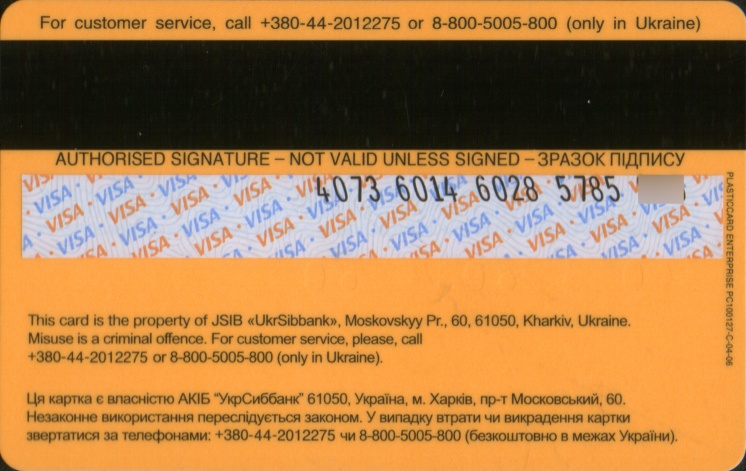 For customer service, call +380-44-2012275 or 8-800-5005-800 (only in Ukraine)
AUTHORISED SIGNATURE – NOT VALID UNLESS SIGNED – ЗРАЗОК ПІДПИСУ
VISA
4073 6014 6028 5785
PLASTICCARD ENTERPRISE PC100127-C-04-06
This card is the property of JSIB «UkrSibbank», Moskovskyy Pr., 60, 61050, Kharkiv, Ukraine.
Misuse is a criminal offence. For customer service, please, call
+380-44-2012275 or 8-800-5005-800 (only in Ukraine).
Ця картка є власністю АКІБ “УкрСиббанк” 61050, Україна, м. Харків, пр-т Московський, 60.
Незаконне використання переслідується законом. У випадку втрати чи викрадення картки
звертатися за телефонами: +380-44-2012275 чи 8-800-5005-800 (безкоштовно в межах України).